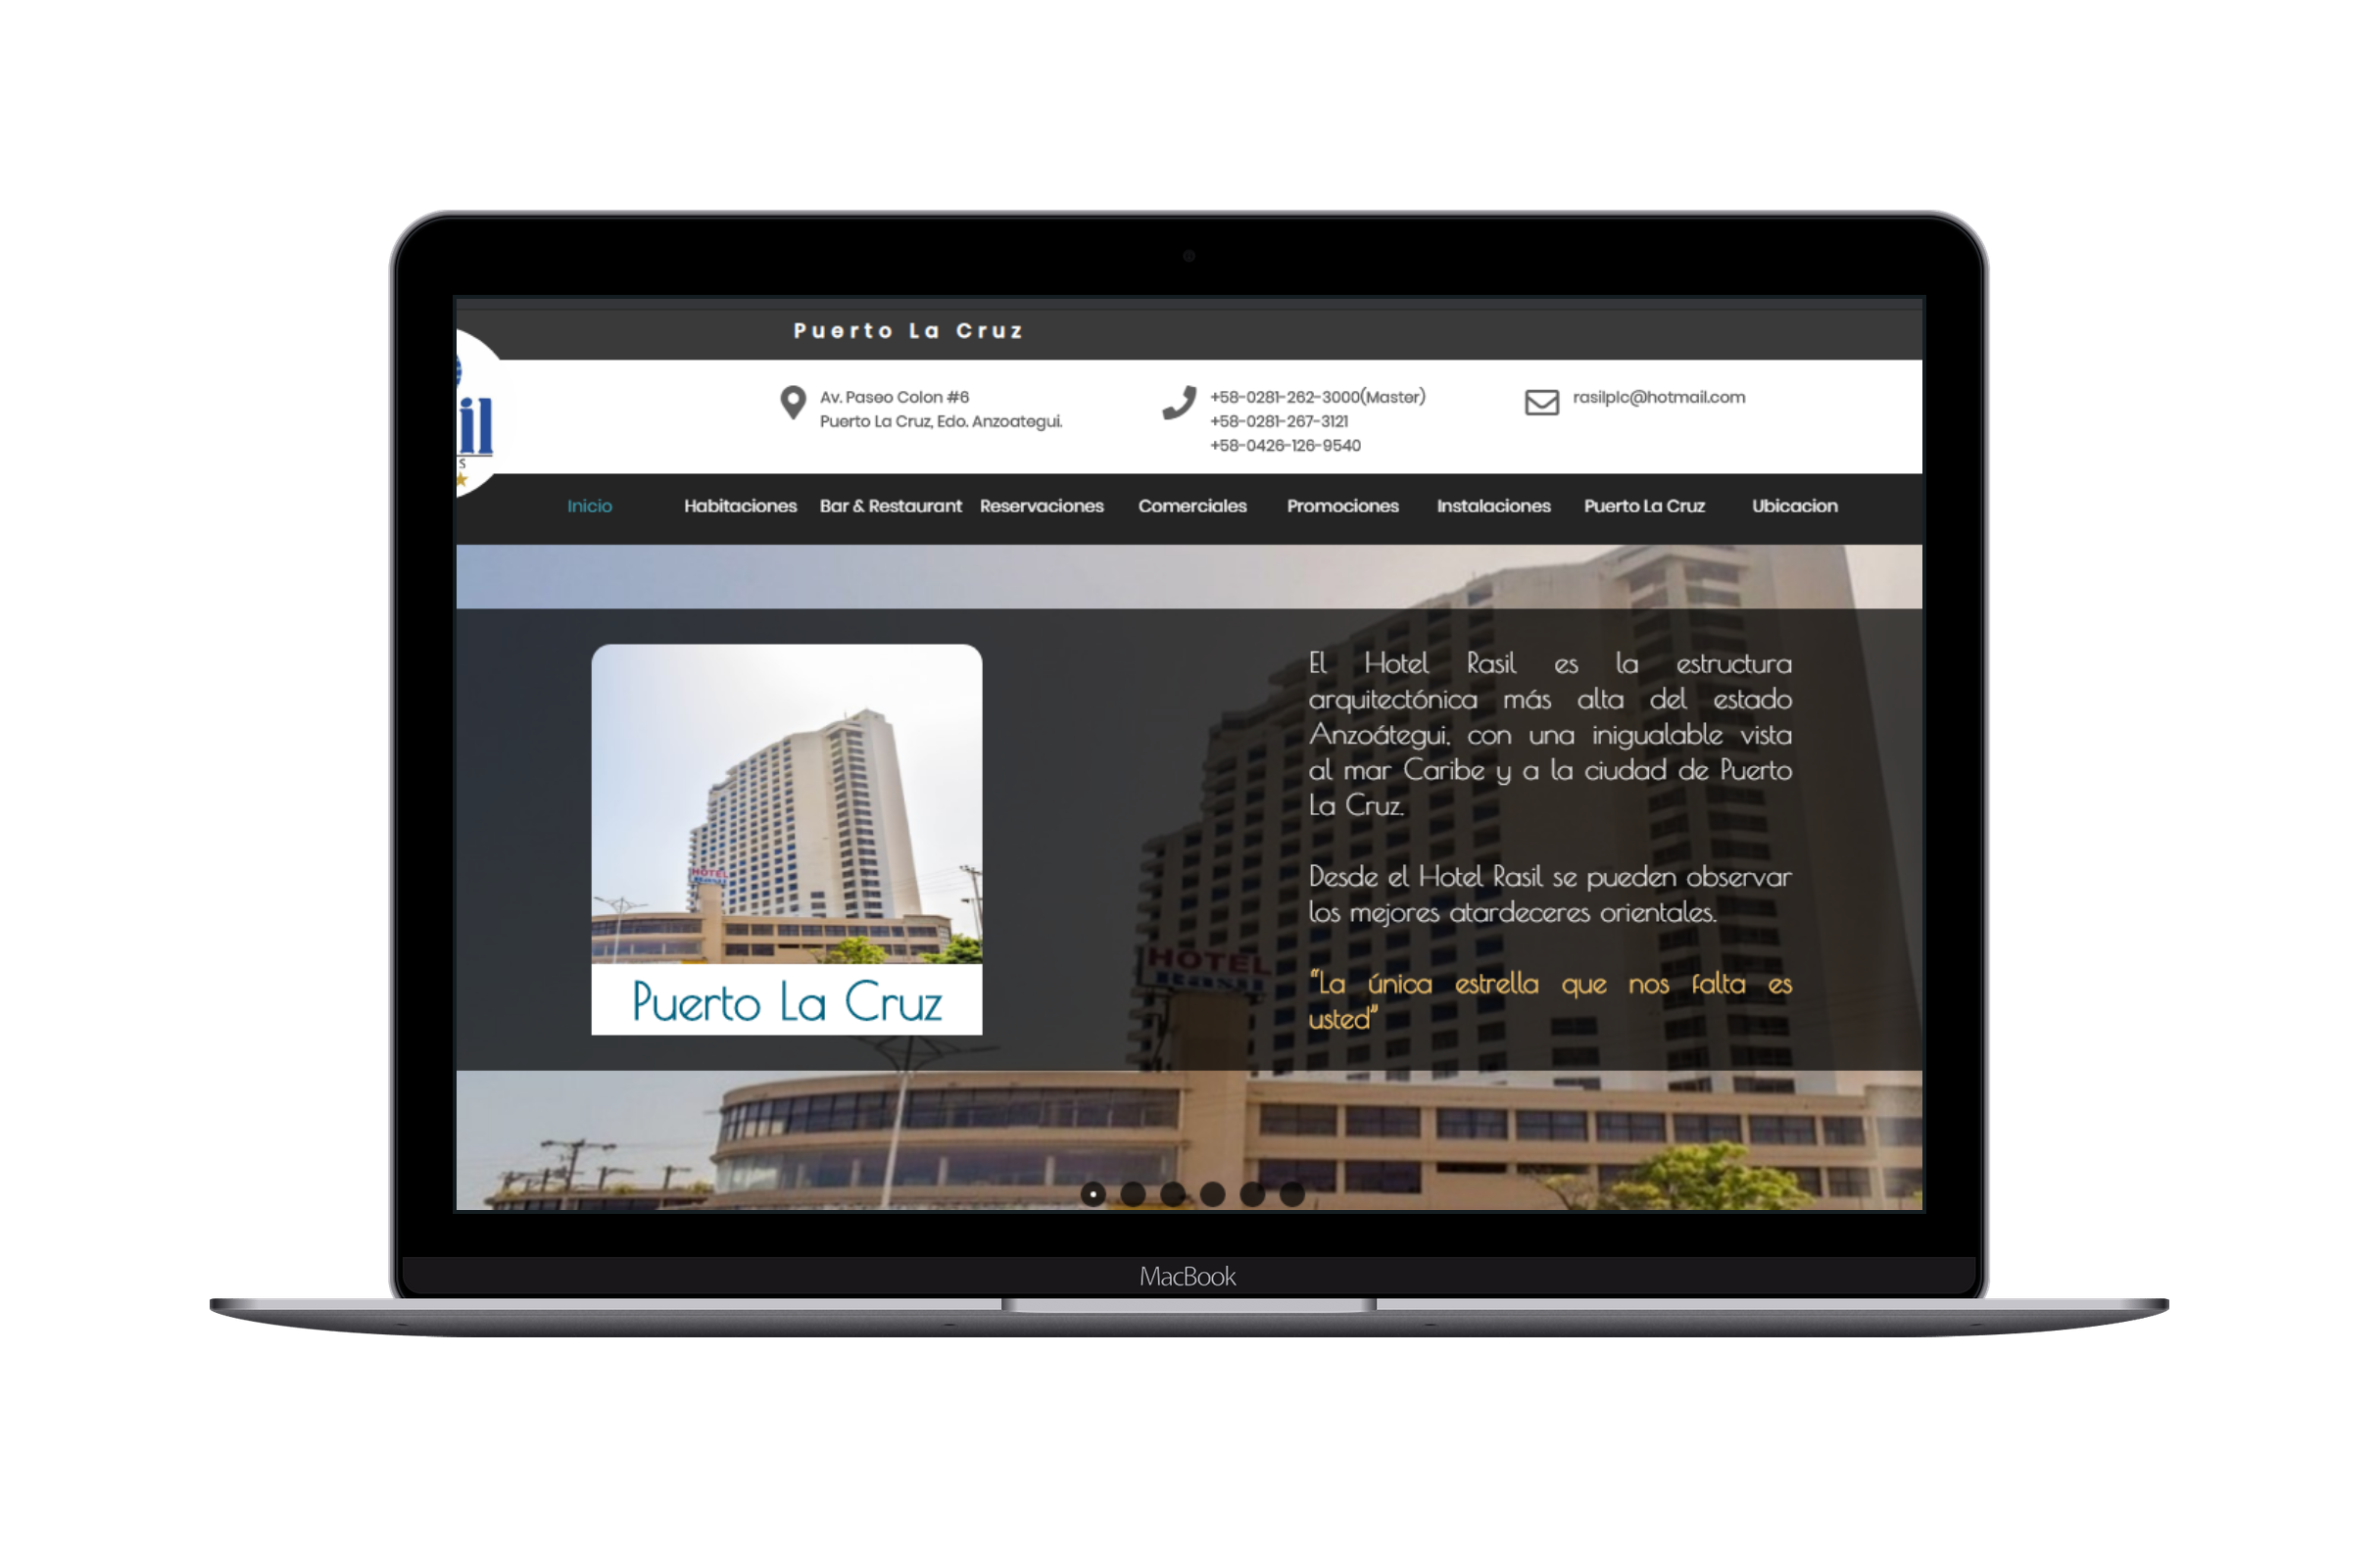 Puerto La Cruz
il
S
Av. Paseo Colon #6
Puerto La Cruz, Edo. Anzoategui.
+58-0281-262-3000(Master)
+58-0281-267-3121
+58-0426-126-9540
rasilplc@hotmail.com
Inicio Habitaciones Bar & Restaurant Reservaciones Comerciales Promociones Instalaciones Puerto La Cruz Ubicacion
HOTEL
Rasil
Puerto La Cruz
El Hotel Rasil es la estructura
arquitectónica más alta del estado
Anzoátegui, con una inigualable vista
al mar Caribe y a la ciudad de Puerto
La Cruz.
Desde el Hotel Rasil se pueden observar
los mejores atardeceres orientales.
"La única estrella que nos falta es
usted"
HOTEL
Rasil
MacBook